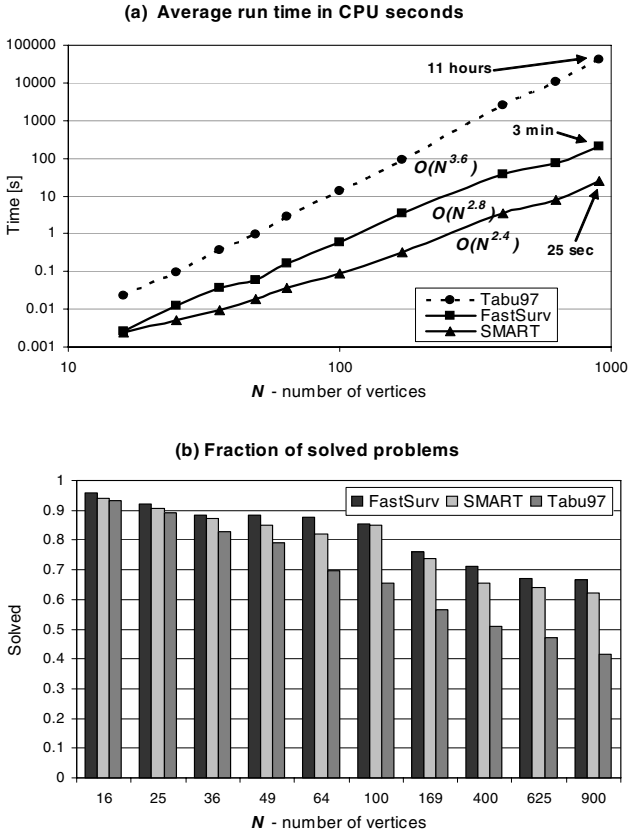 (a) Average run time in CPU seconds
100000
10000
1000
100
10
1
0.1
0.01
0.001
Time [s]
11 hours
3 min
O(N^3.6)
O(N^2.8)
O(N^2.4)
25 sec
Tabu97
FastSurv
SMART
10 100 1000
N - number of vertices
(b) Fraction of solved problems
1
0.9
0.8
0.7
0.6
0.5
0.4
0.3
0.2
0.1
0
Solved
FastSurv SMART Tabu97
16 25 36 49 64 100 169 400 625 900
N - number of vertices